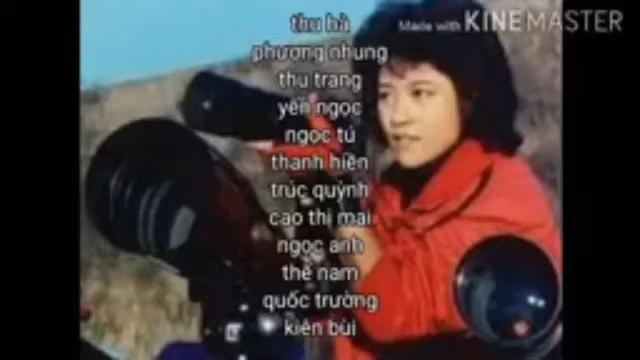 thu hà
Made with KINEMASTER
phương nhung
thu trang
yến ngọc
ngọc tú
thanh hiền
trúc quỳnh
cao thị mai
ngọc anh
thế nam
quốc trường
kiên bùi